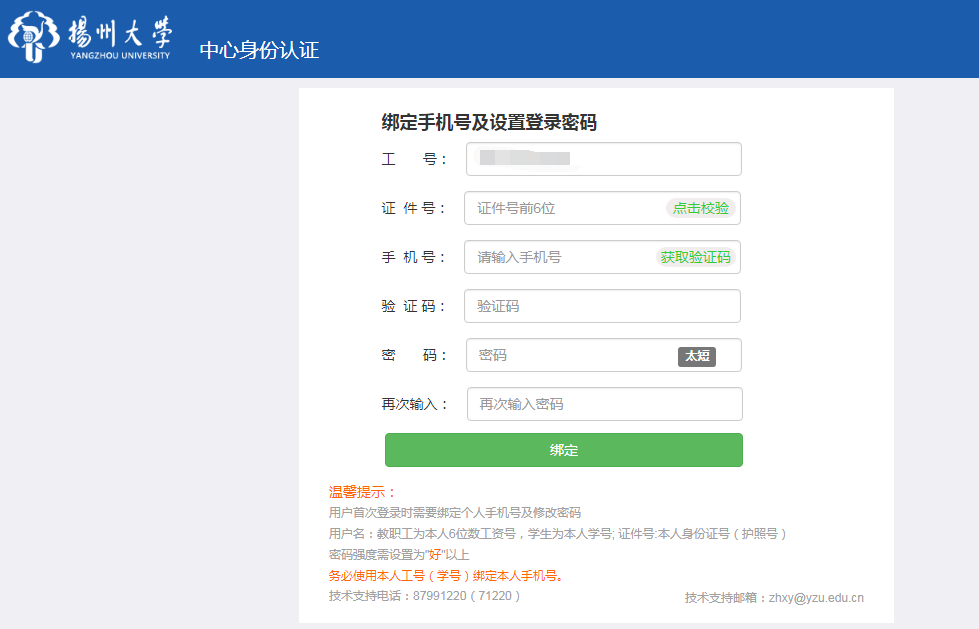 揚州大学
YANGZHOU UNIVERSITY
中心身份认证
绑定手机号及设置登录密码
工 号：
证 件 号： 证件号前6位 点击校验
手 机 号： 请输入手机号 获取验证码
验 证 码： 验证码
密 码： 密码 太短
再次输入： 再次输入密码
绑定
温馨提示：
用户首次登录时需要绑定个人手机号及修改密码
用户名：教职工为本人6位数工资号，学生为本人学号; 证件号:本人身份证号（护照号）
密码强度需设置为"好"以上
务必使用本人工号（学号）绑定本人手机号。
技术支持电话：87991220（71220） 技术支持邮箱：zhxy@yzu.edu.cn